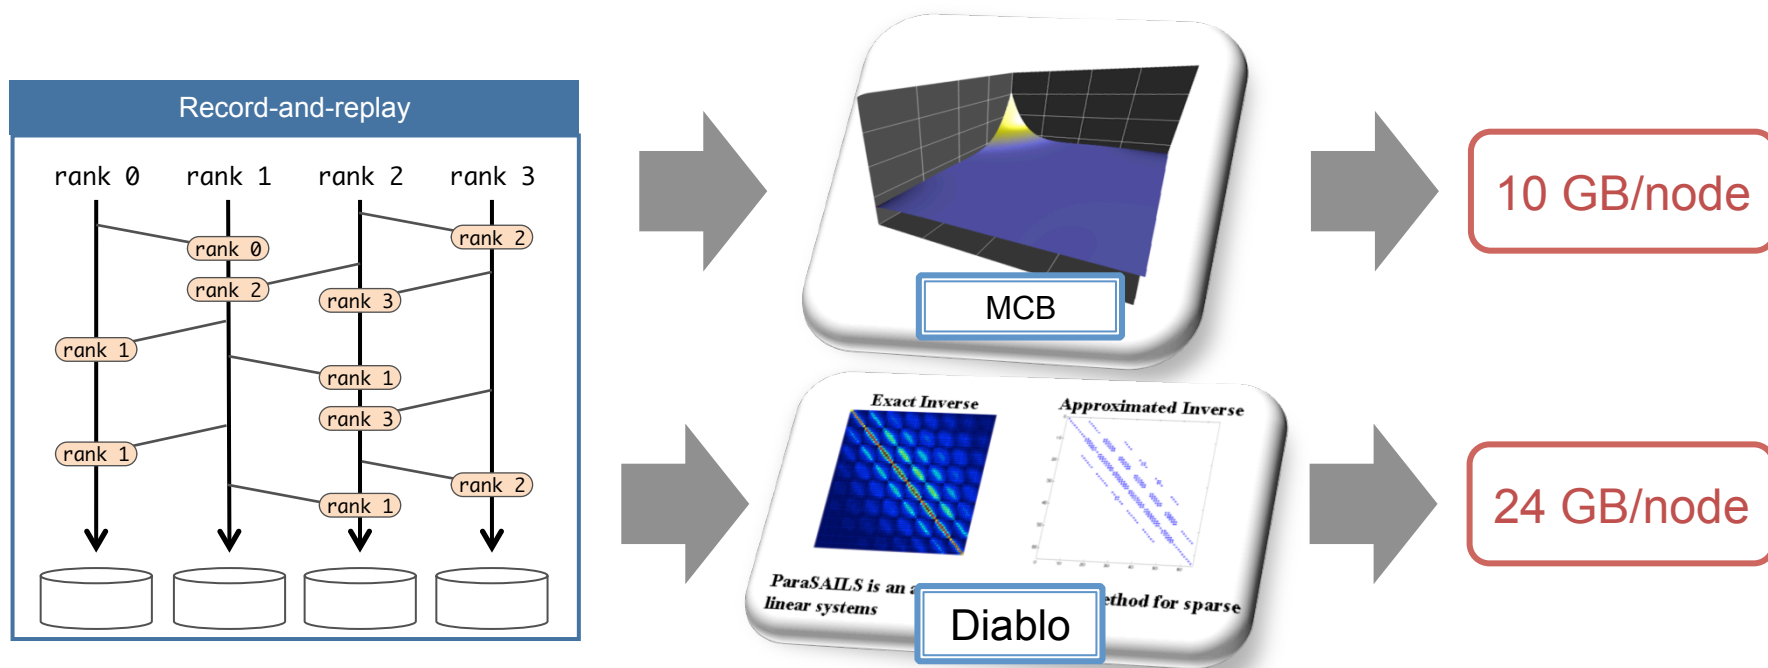 Record-and-replay
rank 0 rank 1 rank 2 rank 3
rank 0
rank 2
rank 2
rank 3
rank 1
rank 1
rank 3
rank 1
rank 2
rank 1
MCB
10 GB/node
Exact Inverse
Approximated Inverse
ParaSAILS is an
ethod for sparse
linear systems
Diablo
24 GB/node